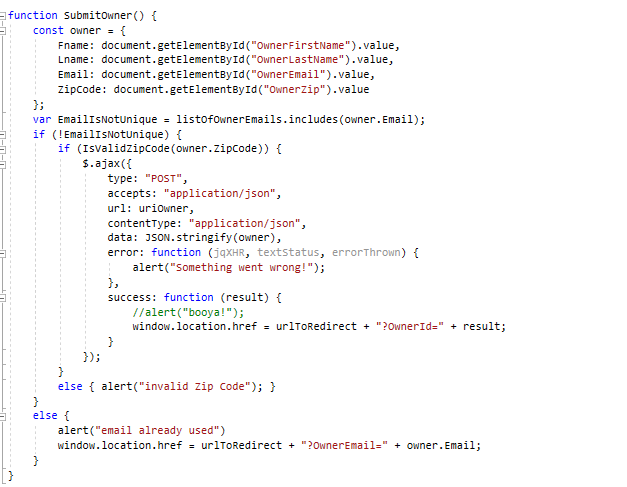 function SubmitOwner() {
    const owner = {
        Fname: document.getElementById("OwnerFirstName").value,
        Lname: document.getElementById("OwnerLastName").value,
        Email: document.getElementById("OwnerEmail").value,
        ZipCode: document.getElementById("OwnerZip").value
    };
    var EmailIsNotUnique = listOfOwnerEmails.includes(owner.Email);
    if (!EmailIsNotUnique) {
        if (IsValidZipCode(owner.ZipCode)) {
            $.ajax({
                type: "POST",
                accepts: "application/json",
                url: uriOwner,
                contentType: "application/json",
                data: JSON.stringify(owner),
                error: function (jqXHR, textStatus, errorThrown) {
                    alert("Something went wrong!");
                },
                success: function (result) {
                    //alert("booya!");
                    window.location.href = urlToRedirect + "?OwnerId=" + result;
                }
            });
        }
        else { alert("invalid Zip Code"); }
    }
    else {
        alert("email already used")
        window.location.href = urlToRedirect + "?OwnerEmail=" + owner.Email;
    }
}